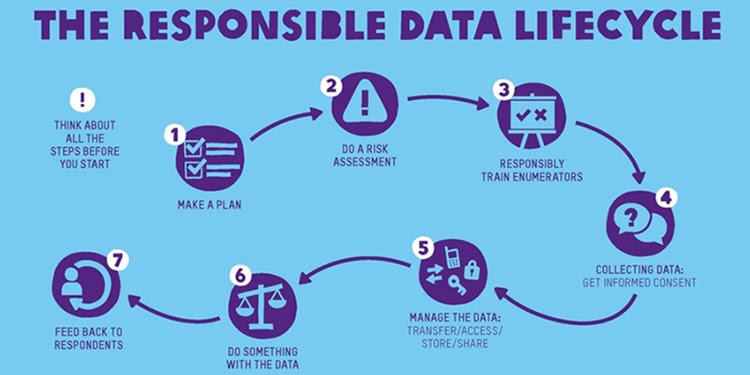 THE RESPONSIBLE DATA LIFECYCLE
!
THINK ABOUT
ALL THE
STEPS BEFORE
YOU START
1
MAKE A PLAN
2
!
DO A RISK
ASSESSMENT
3
RESPONSIBLY
TRAIN ENUMERATORS
4
?
COLLECTING DATA:
GET INFORMED CONSENT
5
MANAGE THE DATA:
TRANSFER/ACCESS/
STORE/SHARE
6
DO SOMETHING
WITH THE DATA
7
FEED BACK TO
RESPONDENTS